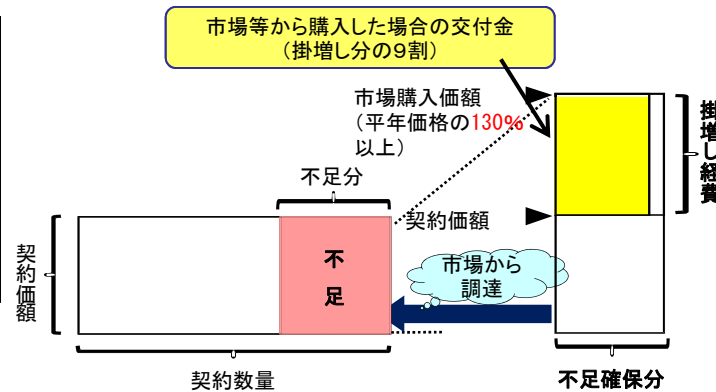 市場等から購入した場合の交付金
（掛増し分の９割）
市場購入価額
（平年価格の130%
以上）
掛増し経費
不足分
契約価額
契約価額
不
足
市場から
調達
契約数量
不足確保分